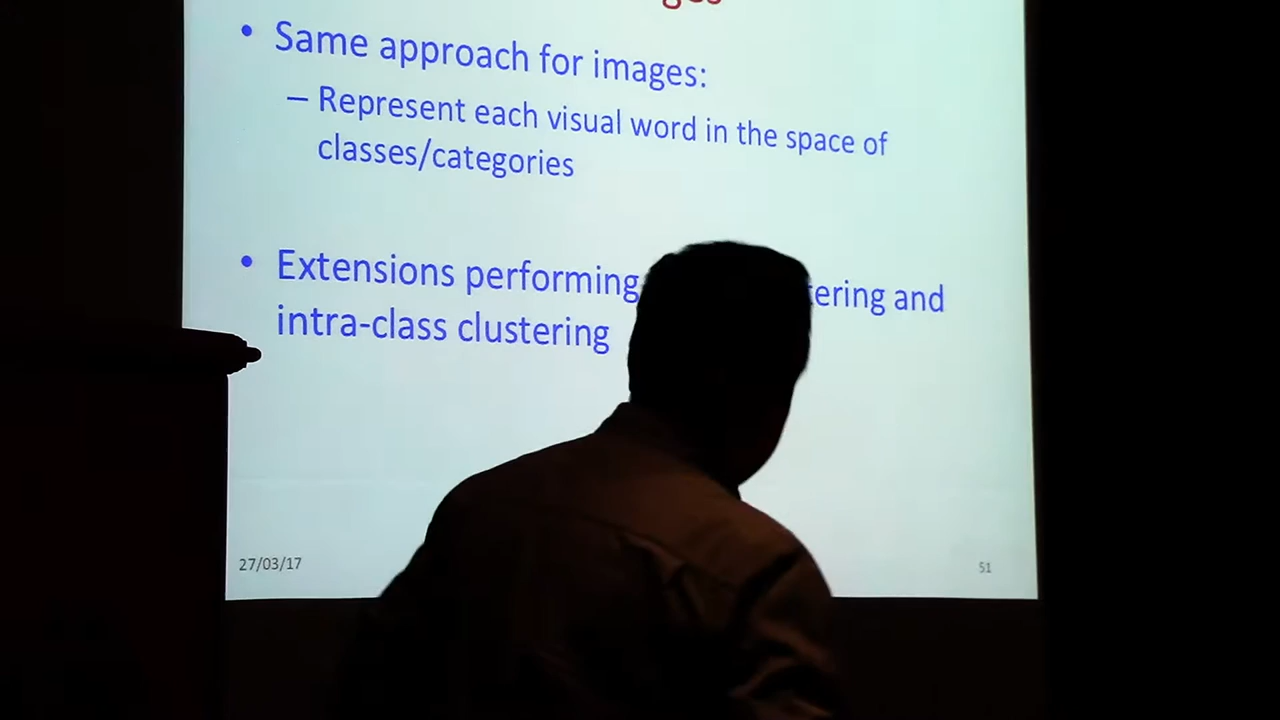 • Same approach for images:
– Represent each visual word in the space of
classes/categories
• Extensions performing tering and
intra-class clustering
27/03/17
51